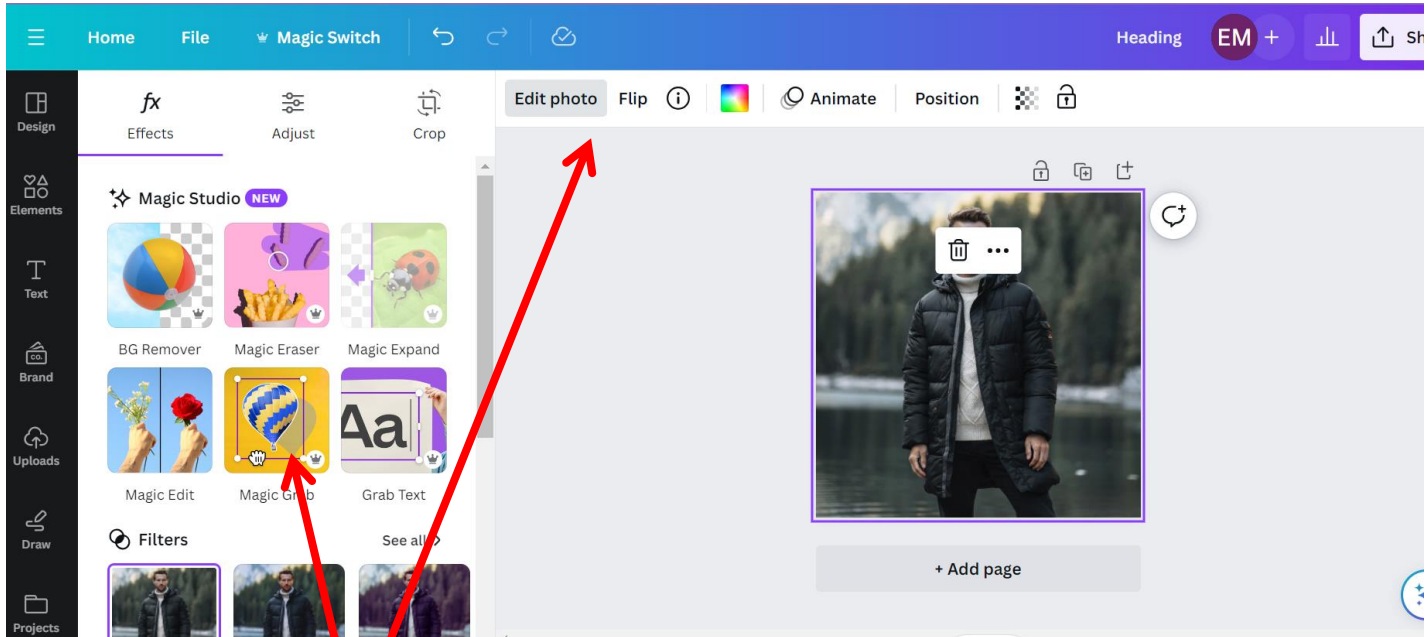 Home File Magic Switch Heading EM + Sh
Design
Elements
Text
CO.
Brand
Uploads
Draw
Projects
fx
Effects Adjust Crop
Magic Studio NEW
BG Remover Magic Eraser Magic Expand
Aa
Magic Edit Magic Grab Grab Text
Filters See all
Edit photo Flip Animate Position
+ Add page